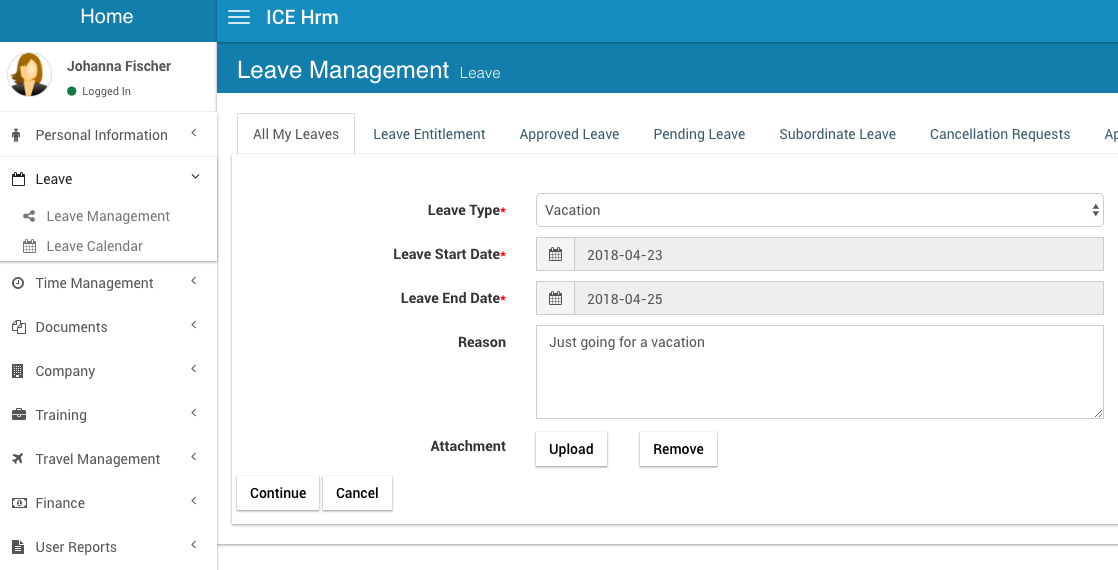 Home
ICE Hrm
Johanna Fischer
Logged In
Leave Management Leave
Personal Information
Leave
Leave Management
Leave Calendar
Time Management
Documents
Company
Training
Travel Management
Finance
User Reports
All My Leaves Leave Entitlement Approved Leave Pending Leave Subordinate Leave Cancellation Requests Ap
Leave Type* Vacation
Leave Start Date* 2018-04-23
Leave End Date* 2018-04-25
Reason Just going for a vacation
Attachment Upload Remove
Continue Cancel